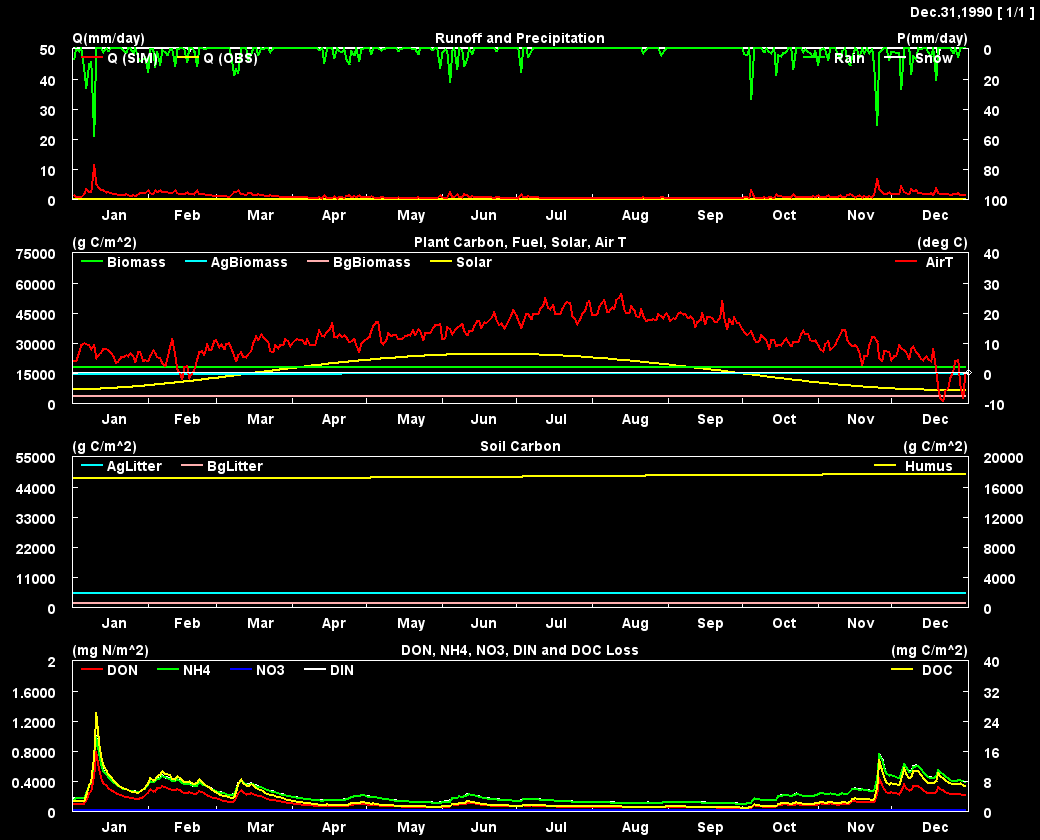 Dec.31,1990 [ 1/1 ]
Q(mm/day) Runoff and Precipitation P(mm/day)
50 0
Q (SIM) Q (OBS) Rain Snow
40 20
30 40
20 60
10 80
0 100
Jan Feb Mar Apr May Jun Jul Aug Sep Oct Nov Dec
(g C/m^2) Plant Carbon, Fuel, Solar, Air T (deg C)
75000 40
Biomass AgBiomass BgBiomass Solar AirT
60000 30
45000 20
30000 10
15000 0
0 -10
Jan Feb Mar Apr May Jun Jul Aug Sep Oct Nov Dec
(g C/m^2) Soil Carbon (g C/m^2)
55000 20000
AgLitter BgLitter Humus
44000 16000
33000 12000
22000 8000
11000 4000
0 0
Jan Feb Mar Apr May Jun Jul Aug Sep Oct Nov Dec
(mg N/m^2) DON, NH4, NO3, DIN and DOC Loss (mg C/m^2)
2 40
DON NH4 NO3 DIN DOC
1.6000 32
1.2000 24
0.8000 16
0.4000 8
0 0
Jan Feb Mar Apr May Jun Jul Aug Sep Oct Nov Dec